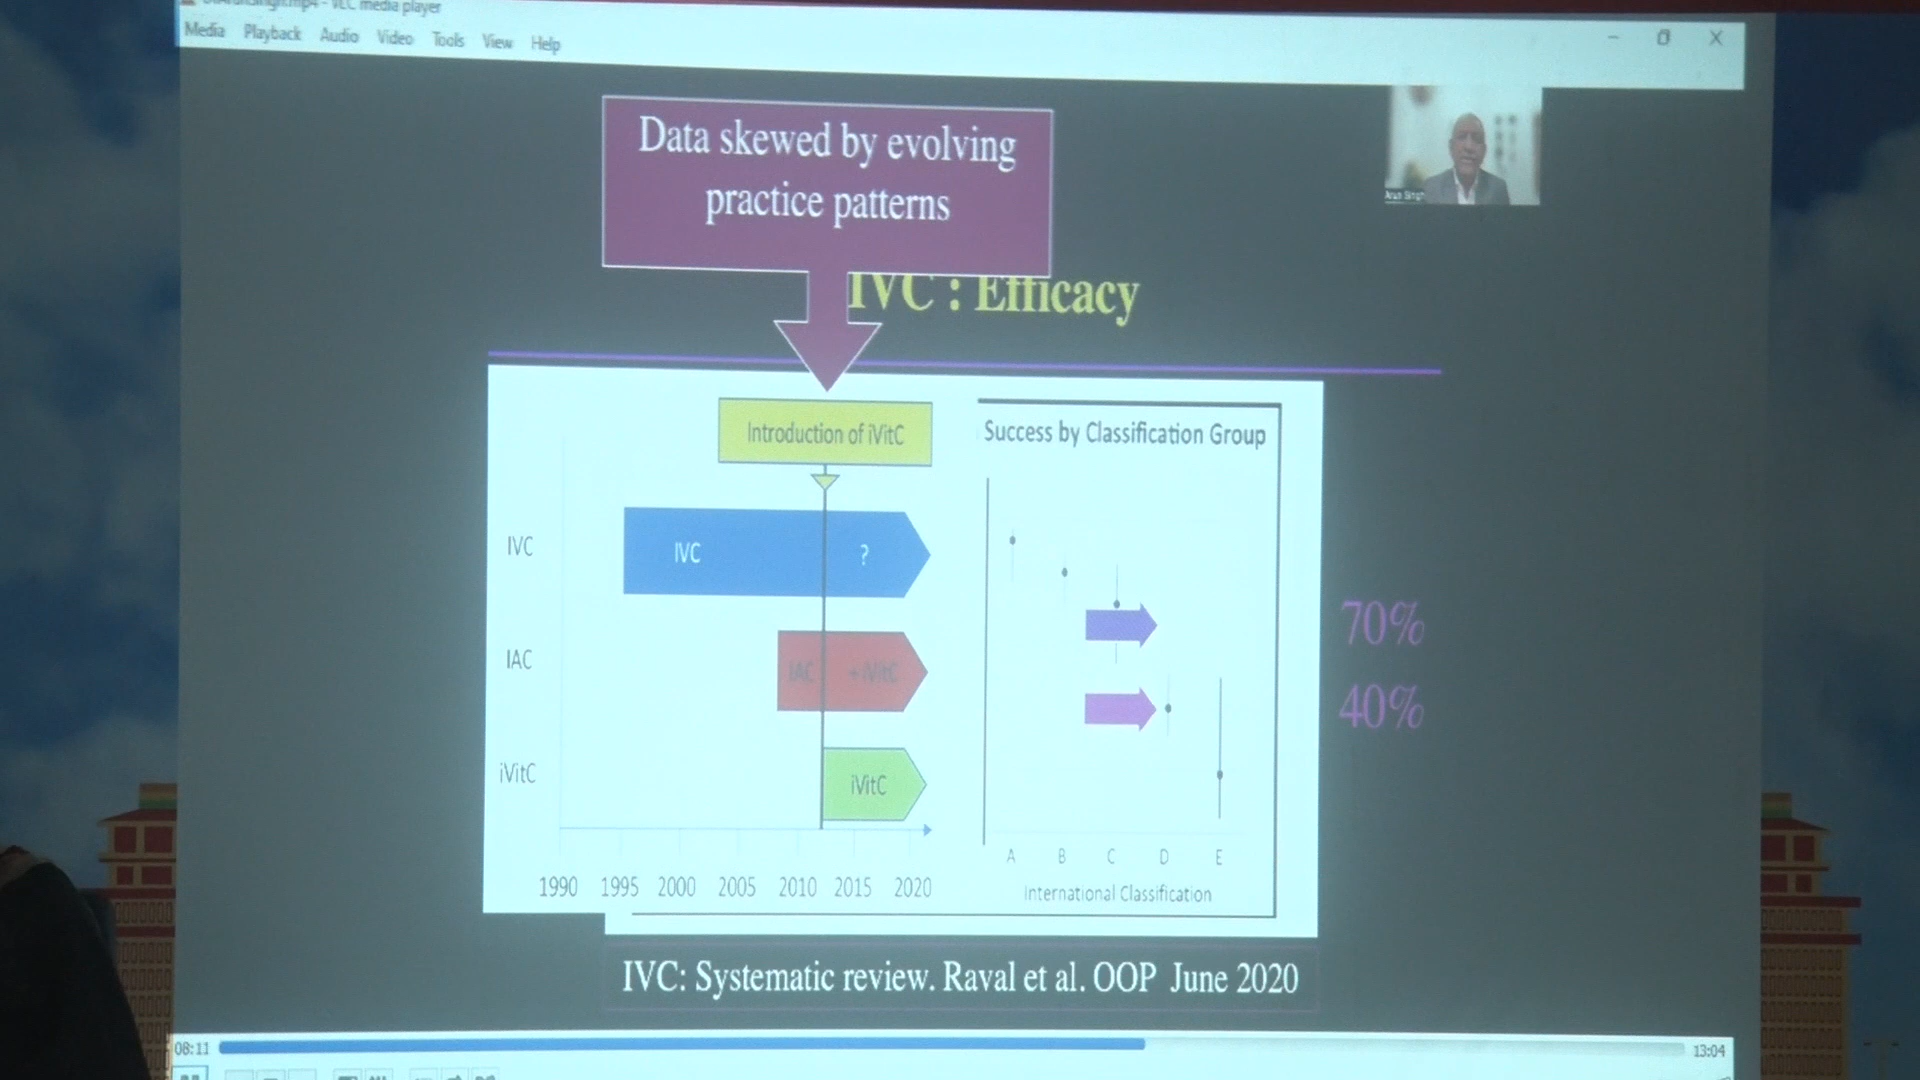 VLC media player
Media Playback Audio Video Tools View Help
Data skewed by evolving
practice patterns
Arun Singh
IVC : Efficacy
Introduction of iVitC
Success by Classification Group
IVC
IVC
?
IAC
IAC
+ iVitC
iVitC
iVitC
70%
40%
A B C D E
International Classification
1990 1995 2000 2005 2010 2015 2020
IVC: Systematic review. Raval et al. OOP June 2020
08:11
13:04